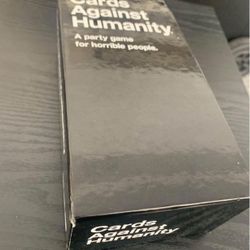 Cards
Against
Humanity.
A party game
for horrible people.
Cards
Against
Humanity